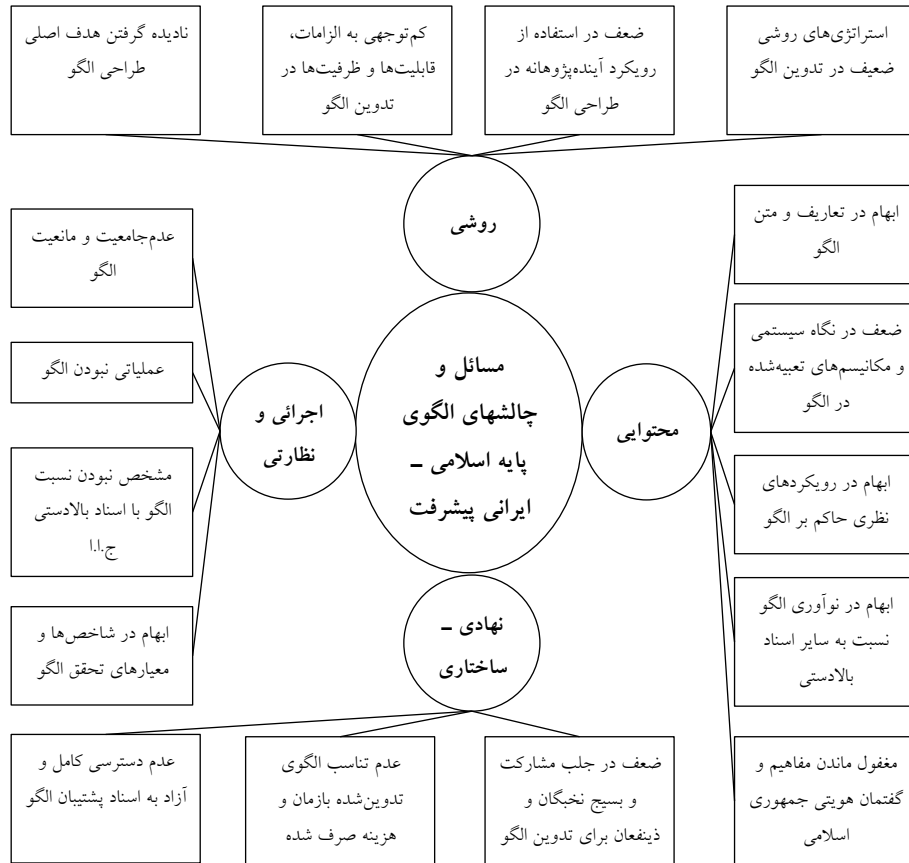 استراتژی‌های روشی
ضعیف در تدوین الگو
ضعف در استفاده از
رویکرد آینده‌پژوهانه در
طراحی الگو
کم‌توجهی به الزامات،
قابلیت‌ها و ظرفیت‌ها در
تدوین الگو
نادیده گرفتن هدف اصلی
طراحی الگو
روشی
ابهام در تعاریف و متن
الگو
ضعف در نگاه سیستمی
و مکانیسم‌های تعبیه‌شده
در الگو
ابهام در رویکردهای
نظری حاکم بر الگو
ابهام در نوآوری الگو
نسبت به سایر اسناد
بالادستی
مغفول ماندن مفاهیم و
گفتمان هویتی جمهوری
اسلامی
محتوایی
مسائل و
چالشهای الگوی
پایه اسلامی –
ایرانی پیشرفت
اجرائی و
نظارتی
عدم‌جامعیت و مانعیت
الگو
عملیاتی نبودن الگو
مشخص نبودن نسبت
الگو با اسناد بالادستی
ج.ا.ا
ابهام در شاخص‌ها و
معیارهای تحقق الگو
نهادی –
ساختاری
ضعف در جلب مشارکت
و بسیج نخبگان و
ذینفعان برای تدوین الگو
عدم تناسب الگوی
تدوین‌شده بازمان و
هزینه صرف شده
عدم دسترسی کامل و
آزاد به اسناد پشتیبان الگو